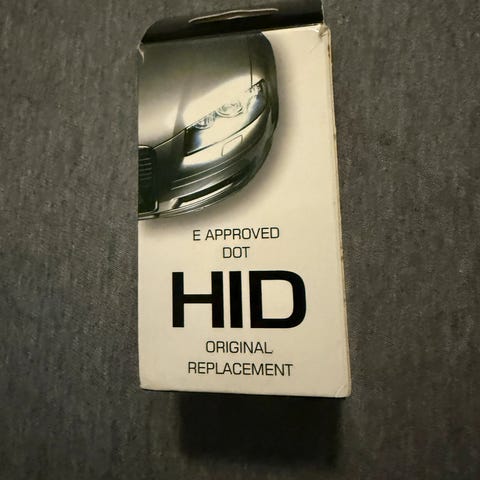 E APPROVED
DOT
HID
ORIGINAL
REPLACEMENT